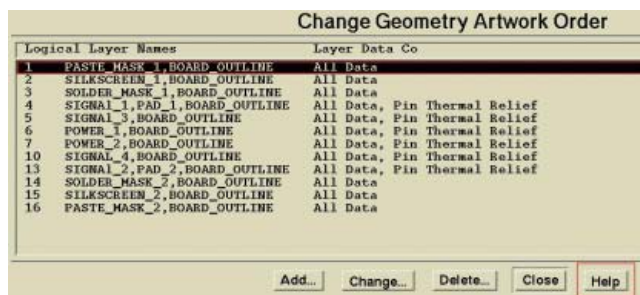 Change Geometry Artwork Order
Logical Layer Names Layer Data Co
1 PASTE_MASK_1,BOARD_OUTLINE All Data
2 SILKSCREEN_1,BOARD_OUTLINE All Data
3 SOLDER_MASK_1,BOARD_OUTLINE All Data
4 SIGNAl_1,PAD_1,BOARD_OUTLINE All Data, Pin Thermal Relief
5 SIGNAl_3,BOARD_OUTLINE All Data, Pin Thermal Relief
6 POWER_1,BOARD_OUTLINE All Data, Pin Thermal Relief
7 POWER_2,BOARD_OUTLINE All Data, Pin Thermal Relief
10 SIGNAL_4,BOARD_OUTLINE All Data, Pin Thermal Relief
13 SIGNAl_2,PAD_2,BOARD_OUTLINE All Data, Pin Thermal Relief
14 SOLDER_MASK_2,BOARD_OUTLINE All Data
15 SILKSCREEN_2,BOARD_OUTLINE All Data
16 PASTE_MASK_2,BOARD_OUTLINE All Data
Add... Change... Delete... Close Help